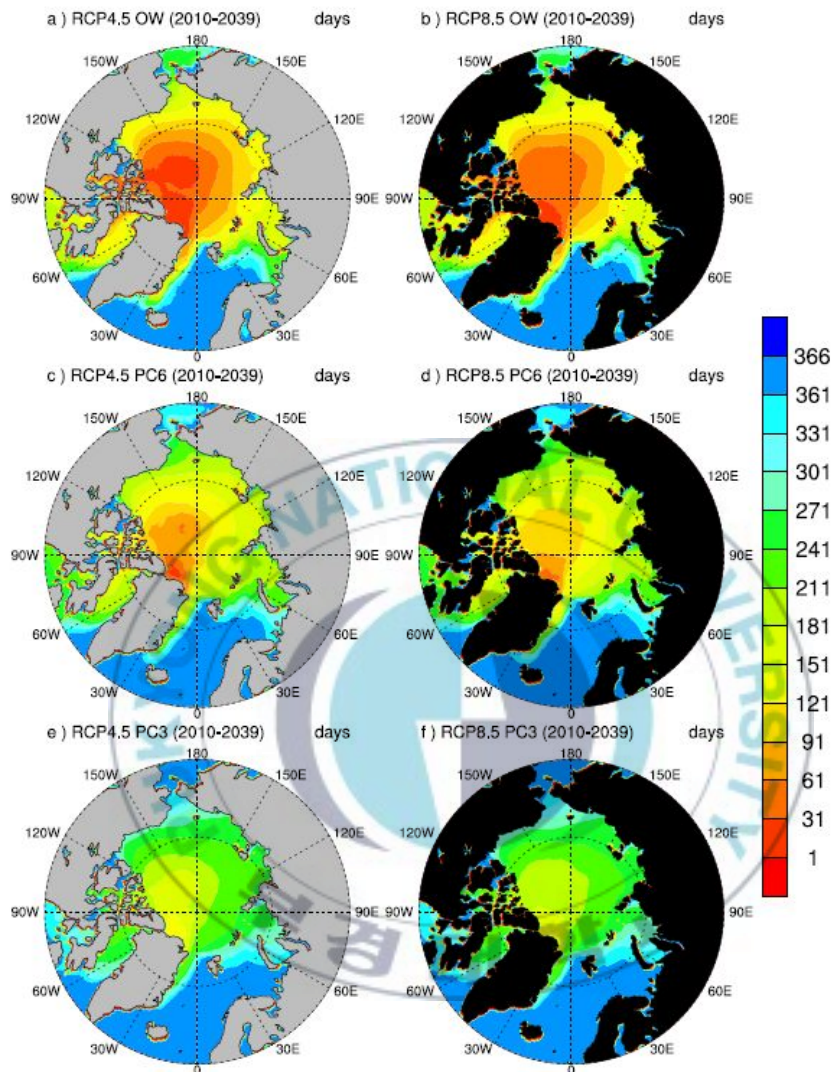 a ) RCP4.5 OW (2010-2039) days
180
150W 150E
120W 120E
90W 90E
60W 60E
30W 30E
0
b ) RCP8.5 OW (2010-2039) days
180
150W 150E
120W 120E
90W 90E
60W 60E
30W 30E
0
c ) RCP4.5 PC6 (2010-2039) days
180
150W 150E
120W 120E
90W 90E
60W 60E
30W 30E
0
d ) RCP8.5 PC6 (2010-2039) days
180
150W 150E
120W 120E
90W 90E
60W 60E
30W 30E
0
e ) RCP4.5 PC3 (2010-2039) days
180
150W 150E
120W 120E
90W 90E
60W 60E
30W 30E
0
f ) RCP8.5 PC3 (2010-2039) days
180
150W 150E
120W 120E
90W 90E
60W 60E
30W 30E
0
366
361
331
301
271
241
211
181
151
121
91
61
31
1
NATIONAL UNIVERSITY